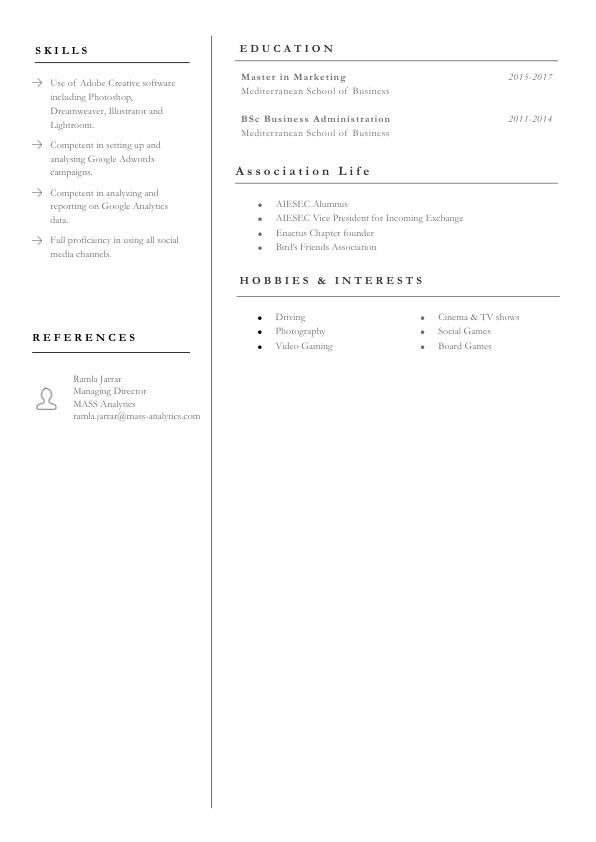 SKILLS
Use of Adobe Creative software
including Photoshop,
Dreamweaver, Illustrator and
Lightroom.
Competent in setting up and
analysing Google Adwords
campaigns.
Competent in analyzing and
reporting on Google Analytics
data.
Full proficiency in using all social
media channels.
REFERENCES
Ramla Jarrar
Managing Director
MASS Analytics
ramla.jarrar@mass-analytics.com
EDUCATION
Master in Marketing 2015-2017
Mediterranean School of Business
BSc Business Administration 2011-2014
Mediterranean School of Business
Association Life
• AIESEC Alumnus
• AIESEC Vice President for Incoming Exchange
• Enactus Chapter founder
• Bird's Friends Association
HOBBIES & INTERESTS
• Driving
• Photography
• Video Gaming
• Cinema & TV shows
• Social Games
• Board Games